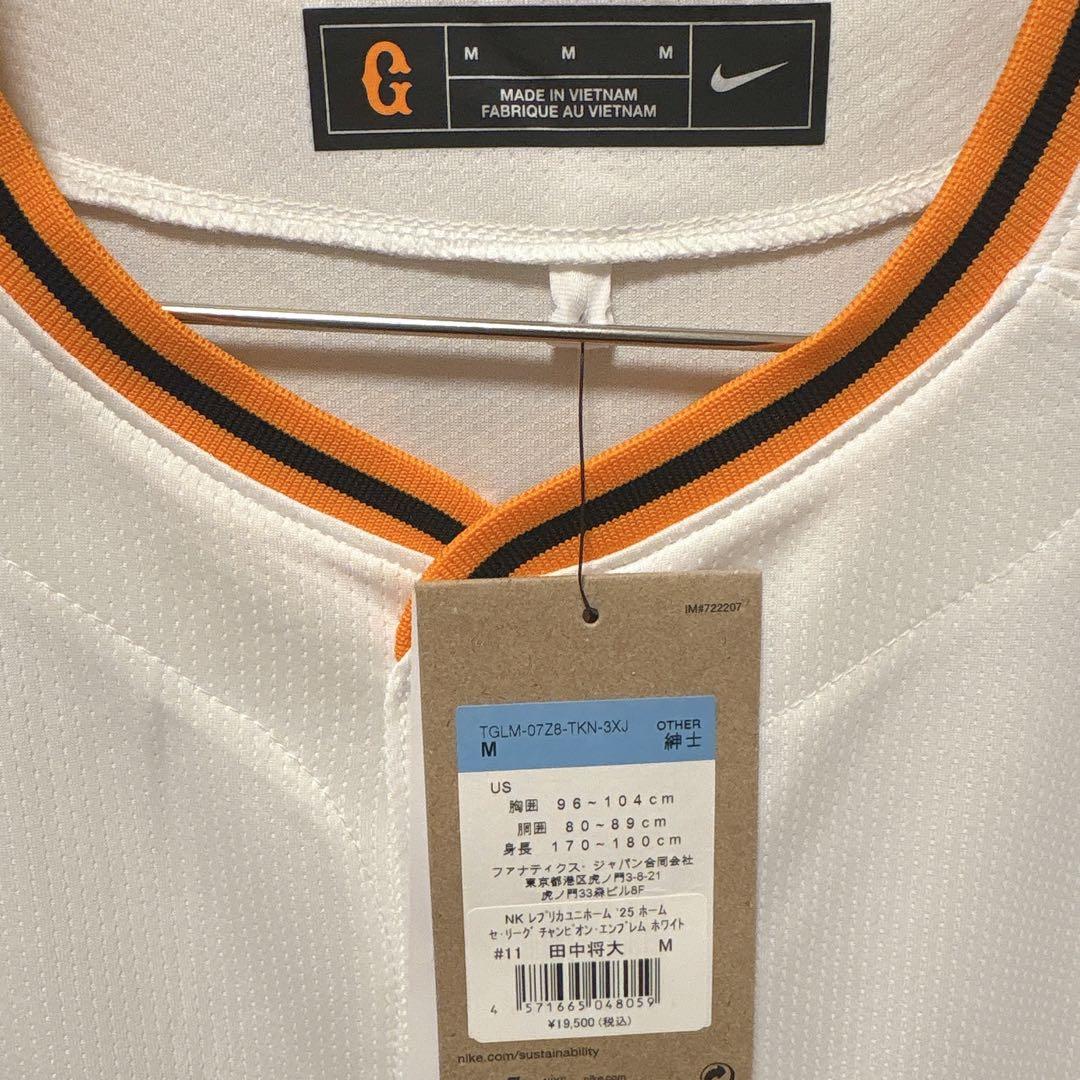 G
M M M
MADE IN VIETNAM
FABRIQUE AU VIETNAM
IM#722207
TGLM-07Z8-TKN-3XJ OTHER
M 紳士
US
胸囲 96~104cm
胴囲 80~89cm
身長 170~180cm
ファナティクス・ジャパン合同会社
東京都港区虎ノ門3-8-21
虎ノ門33森ビル8F
NK レプリカユニホーム '25 ホーム
セ・リーグ チャンピオン・エンブレム ホワイト
#11 田中将大 M
4 571665 048059
¥19,500(税込)
nike.com/sustainability